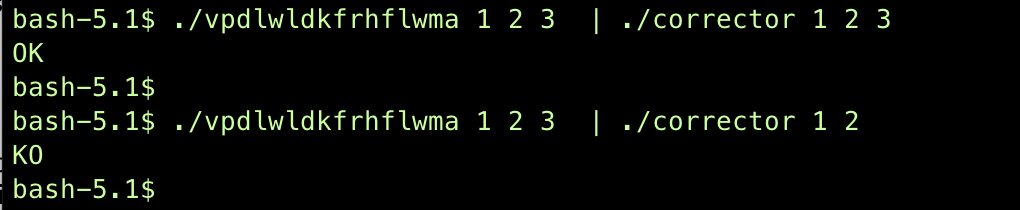 bash-5.1$ ./vpdlwldkfrhflwma 1 2 3  | ./corrector 1 2 3
OK
bash-5.1$
bash-5.1$ ./vpdlwldkfrhflwma 1 2 3  | ./corrector 1 2
KO
bash-5.1$